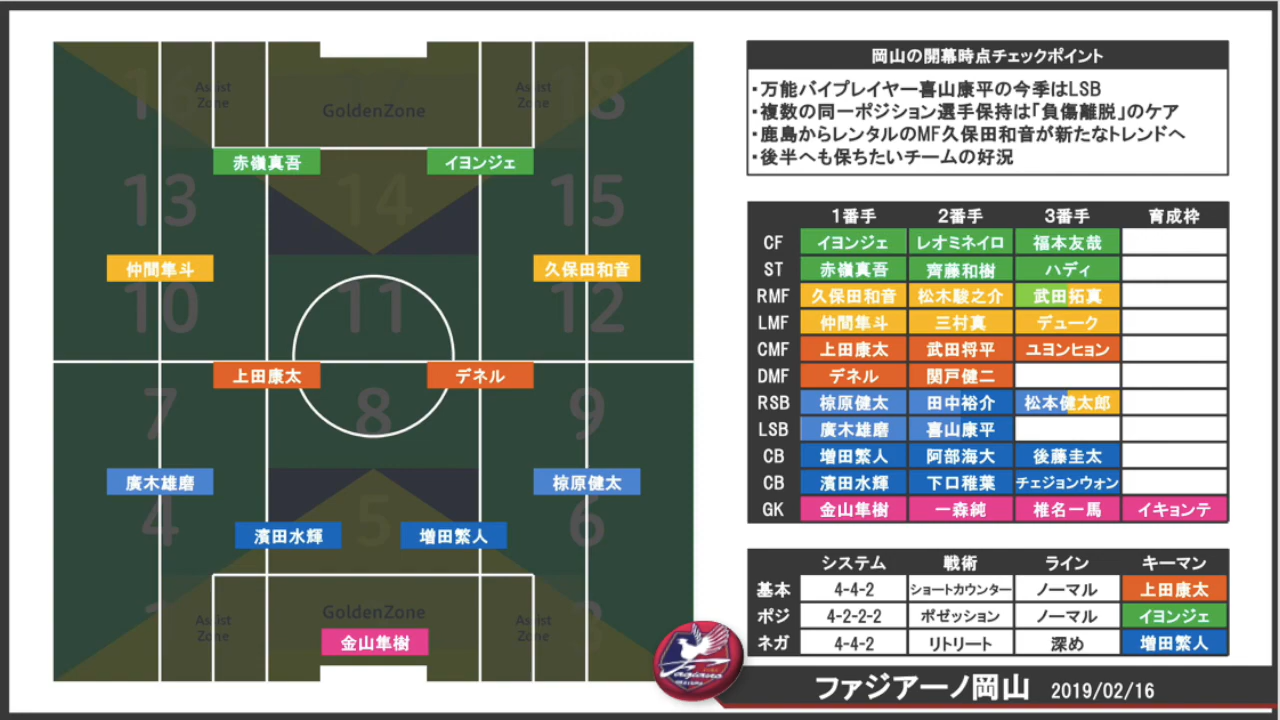 岡山の開幕時点チェックポイント
・万能バイプレイヤー喜山康平の今季はLSB
・複数の同一ポジション選手保持は「負傷離脱」のケア
・鹿島からレンタルのMF久保田和音が新たなトレンドへ
・後半へも保ちたいチームの好況
16 18
Assist Zone GoldenZone Assist Zone
赤嶺真吾 イヨンジェ
13 14 15
仲間隼斗 久保田和音
10 11 12
上田康太 デネル
7 8 9
廣木雄磨 椋原健太
4 5 6
濱田水輝 増田繁人
Assist Zone GoldenZone Assist Zone
金山隼樹
1番手 2番手 3番手 育成枠
CF イヨンジェ レオミネイロ 福本友哉
ST 赤嶺真吾 齊藤和樹 ハディ
RMF 久保田和音 松木駿之介 武田拓真
LMF 仲間隼斗 三村真 デューク
CMF 上田康太 武田将平 ユヨンヒョン
DMF デネル 関戸健二
RSB 椋原健太 田中裕介 松本健太郎
LSB 廣木雄磨 喜山康平
CB 増田繁人 阿部海大 後藤圭太
CB 濱田水輝 下口稚葉 チェジョンウォン
GK 金山隼樹 一森純 椎名一馬 イキョンテ
システム 戦術 ライン キーマン
基本 4-4-2 ショートカウンター ノーマル 上田康太
ポジ 4-2-2-2 ポゼッション ノーマル イヨンジェ
ネガ 4-4-2 リトリート 深め 増田繁人
ファジアーノ岡山 2019/02/16